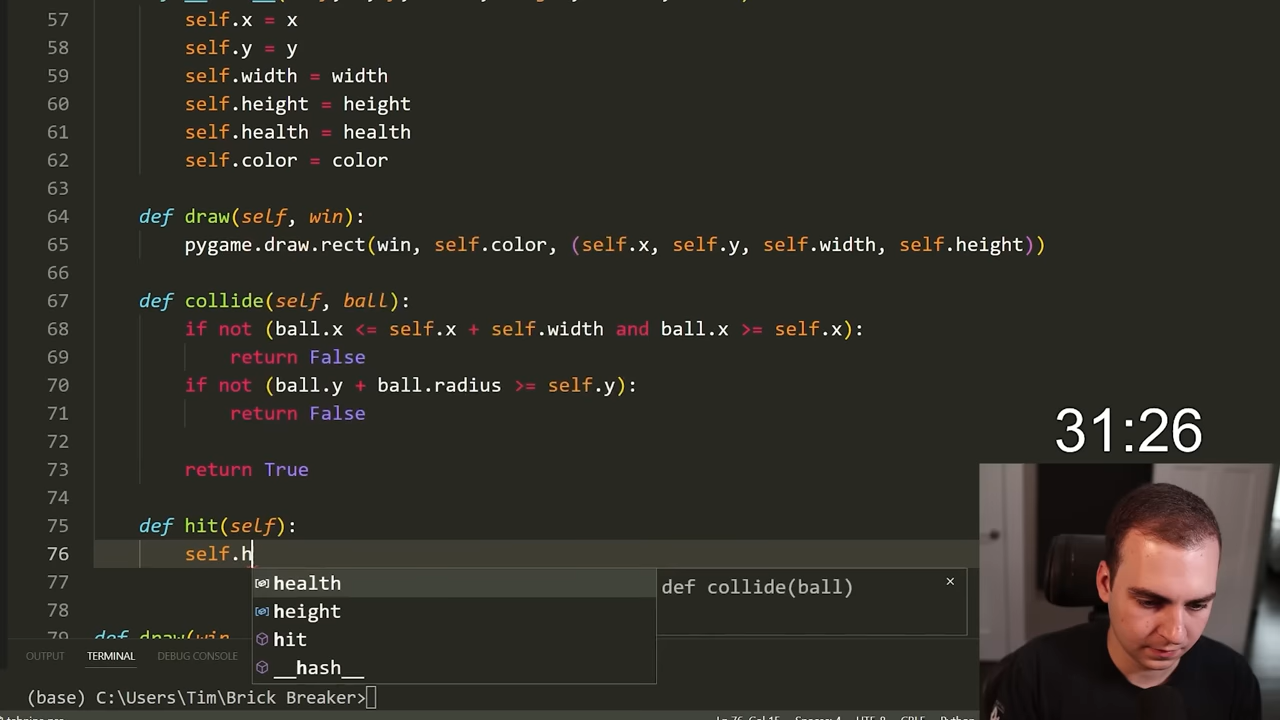 57 self.x = x
58 self.y = y
59 self.width = width
60 self.height = height
61 self.health = health
62 self.color = color
63
64 def draw(self, win):
65 pygame.draw.rect(win, self.color, (self.x, self.y, self.width, self.height))
66
67 def collide(self, ball):
68 if not (ball.x <= self.x + self.width and ball.x >= self.x):
69 return False
70 if not (ball.y + ball.radius >= self.y):
71 return False
72
73 return True
74
75 def hit(self):
76 self.h
77
78
79 def draw(win
health
height
hit
__hash__
def collide(ball)
×
31:26
OUTPUT TERMINAL DEBUG CONSOLE
(base) C:\Users\Tim\Brick Breaker>